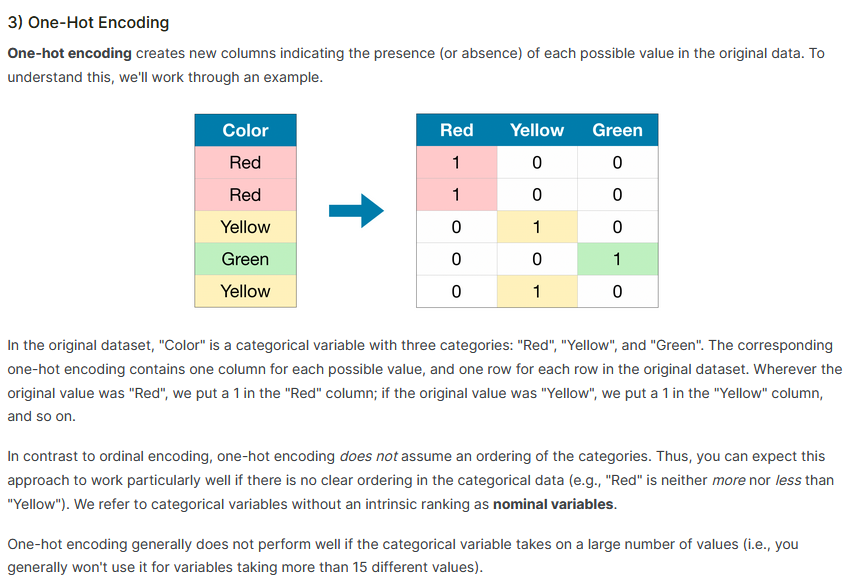 3) One-Hot Encoding
One-hot encoding creates new columns indicating the presence (or absence) of each possible value in the original data. To
understand this, we'll work through an example.
Color
Red
Red
Yellow
Green
Yellow
Red Yellow Green
1 0 0
1 0 0
0 1 0
0 0 1
0 1 0
In the original dataset, "Color" is a categorical variable with three categories: "Red", "Yellow", and "Green". The corresponding
one-hot encoding contains one column for each possible value, and one row for each row in the original dataset. Wherever the
original value was "Red", we put a 1 in the "Red" column; if the original value was "Yellow", we put a 1 in the "Yellow" column,
and so on.
In contrast to ordinal encoding, one-hot encoding does not assume an ordering of the categories. Thus, you can expect this
approach to work particularly well if there is no clear ordering in the categorical data (e.g., "Red" is neither more nor less than
"Yellow"). We refer to categorical variables without an intrinsic ranking as nominal variables.
One-hot encoding generally does not perform well if the categorical variable takes on a large number of values (i.e., you
generally won't use it for variables taking more than 15 different values).